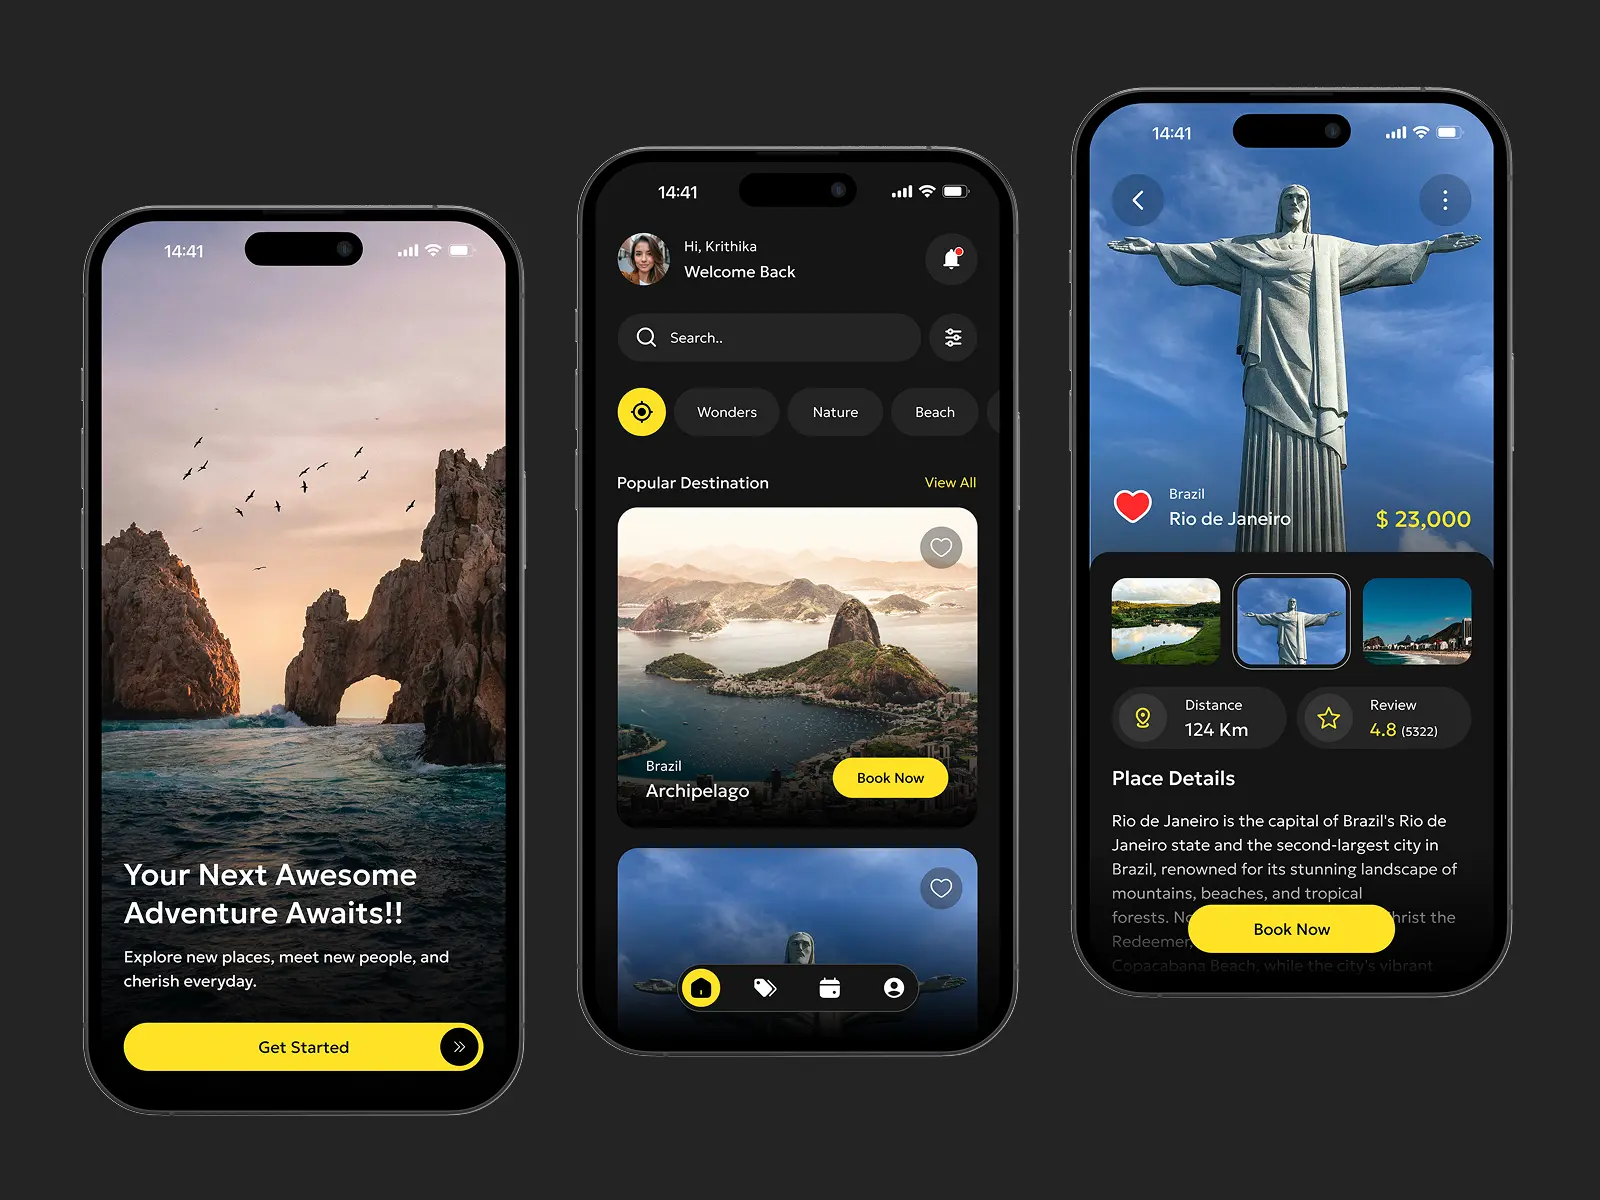 14:41
Your Next Awesome
Adventure Awaits!!
Explore new places, meet new people, and
cherish everyday.
Get Started
14:41
Hi, Krithika
Welcome Back
Search..
Wonders
Nature
Beach
Popular Destination
View All
Brazil
Archipelago
Book Now
14:41
Brazil
Rio de Janeiro
$ 23,000
Distance
124 Km
Review
4.8 (5322)
Place Details
Rio de Janeiro is the capital of Brazil's Rio de
Janeiro state and the second-largest city in
Brazil, renowned for its stunning landscape of
mountains, beaches, and tropical
forests. the
Redeemer,
Copacabana Beach, while the city's vibrant
Book Now